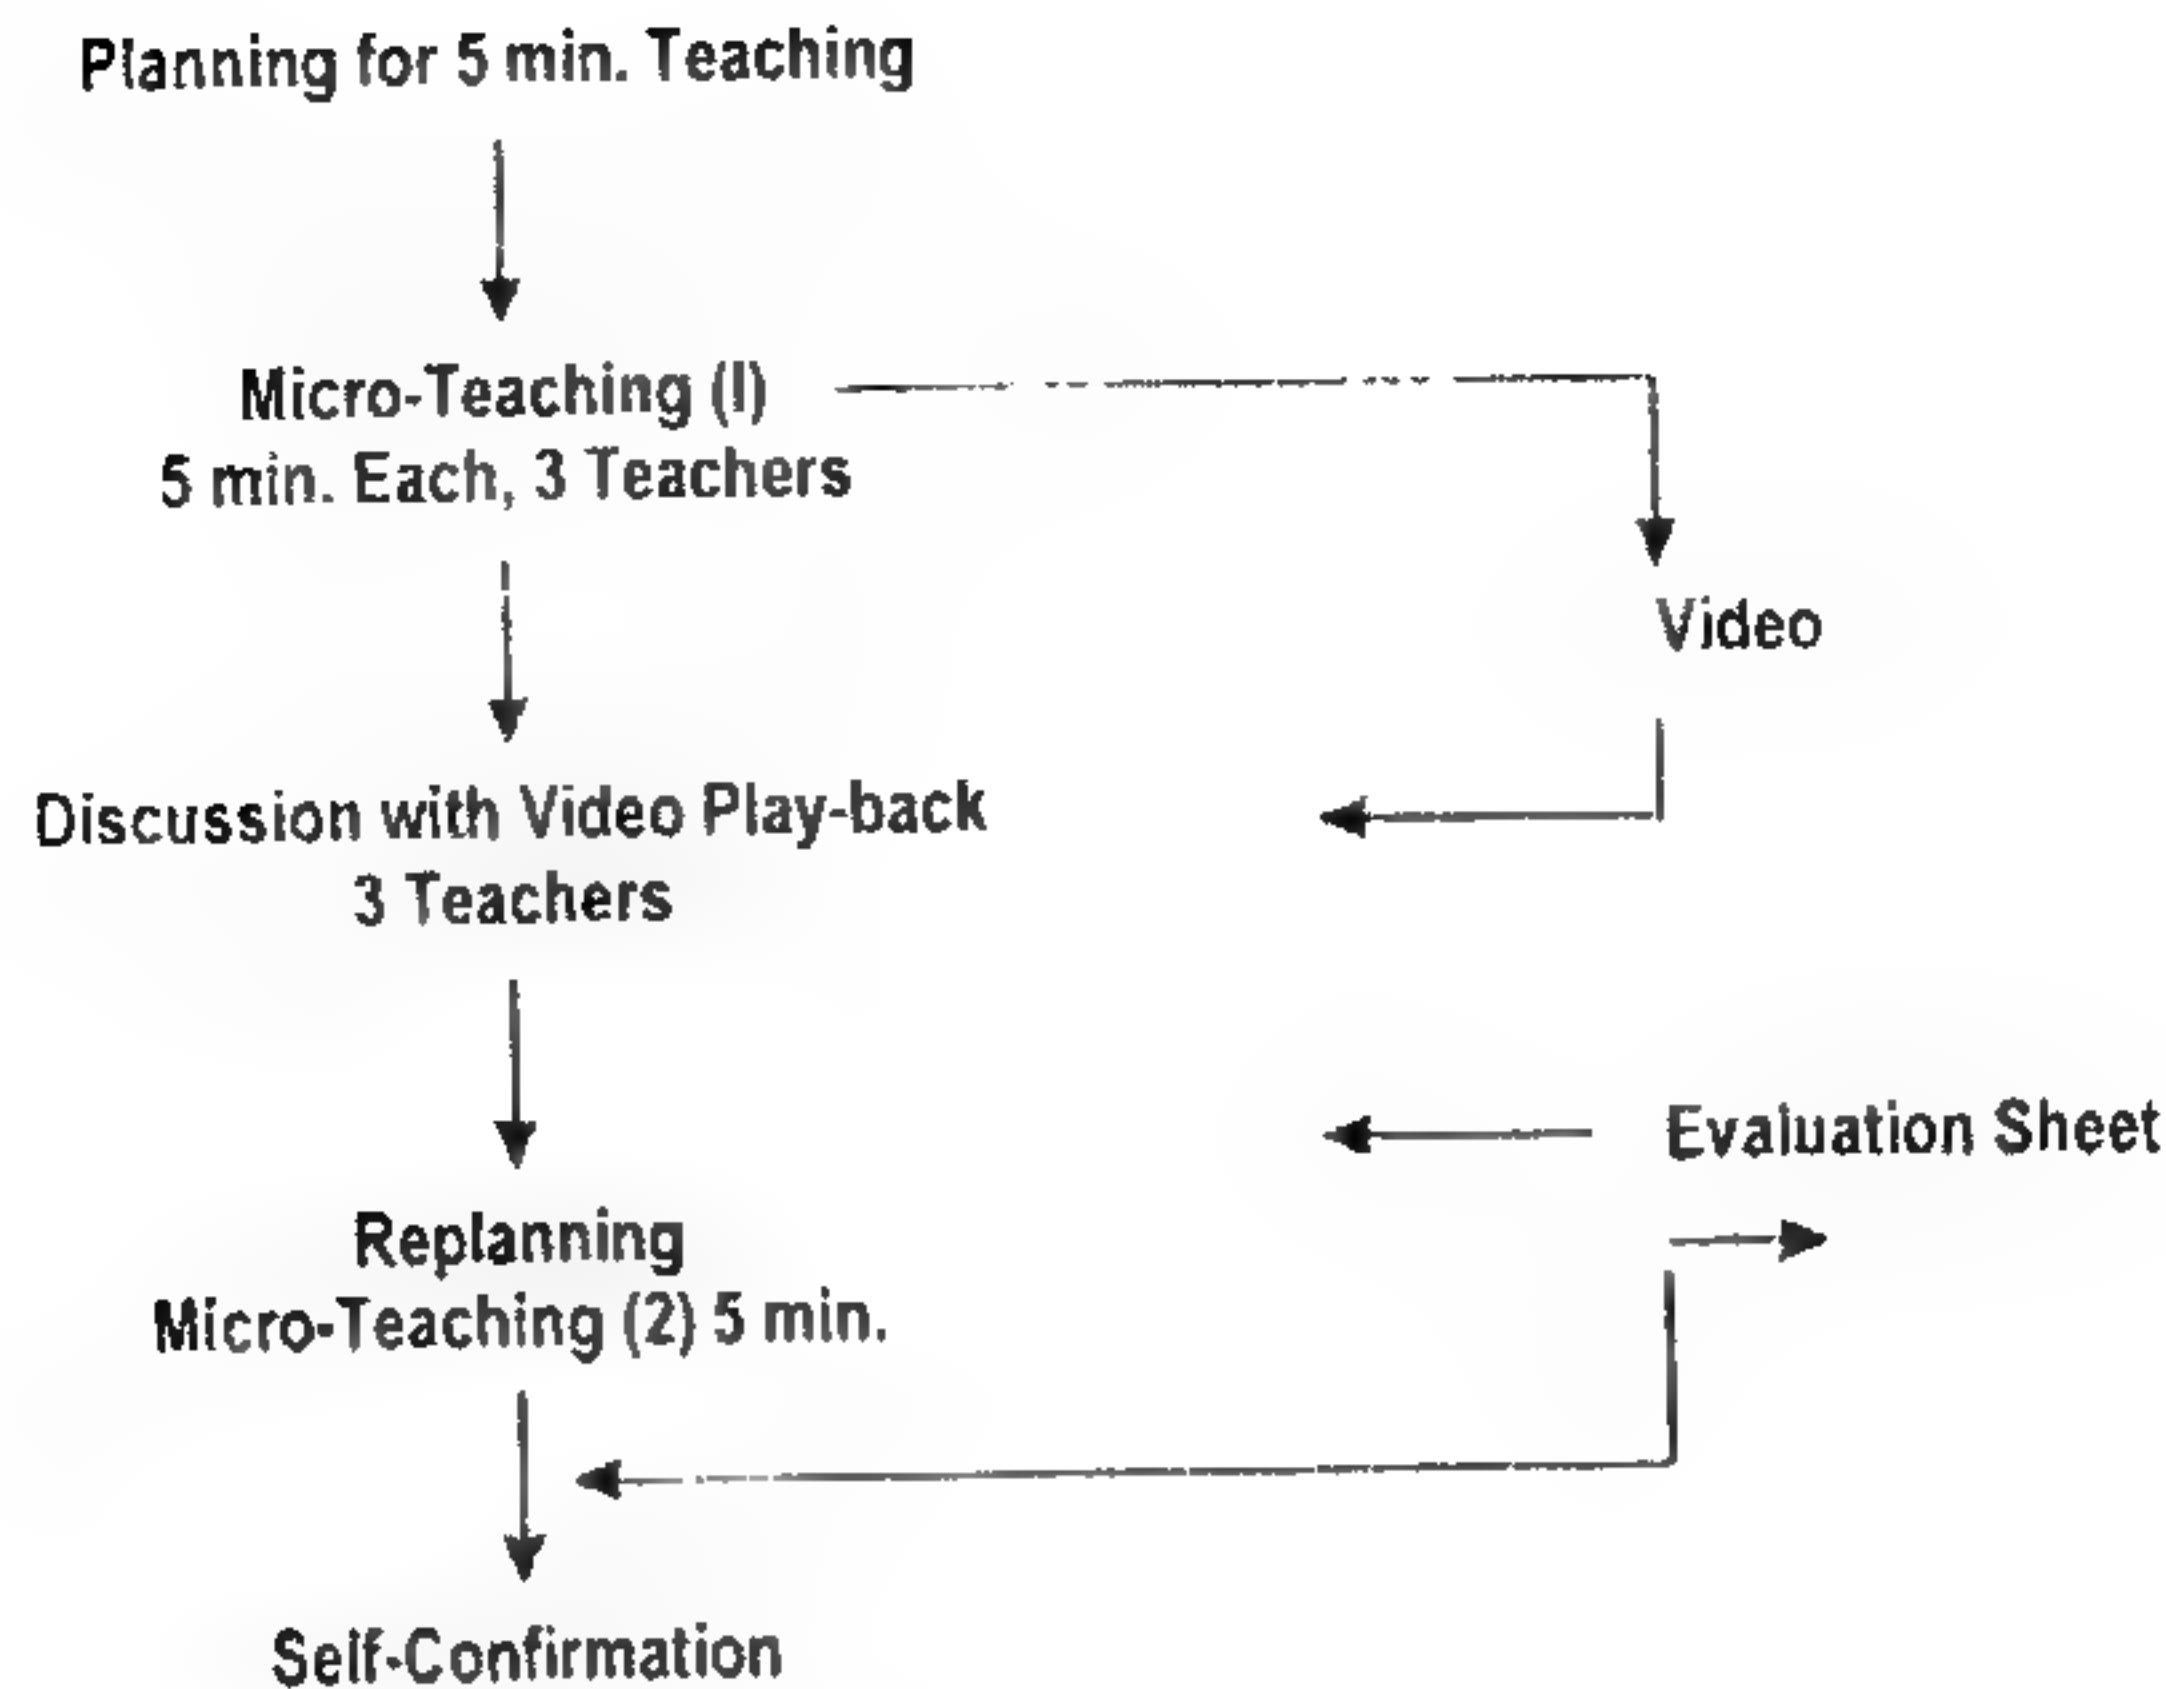 Planning for 5 min. Teaching
Micro-Teaching (I)
5 min. Each, 3 Teachers
Video
Discussion with Video Play-back
3 Teachers
Evaluation Sheet
Replanning
Micro-Teaching (2) 5 min.
Self-Confirmation